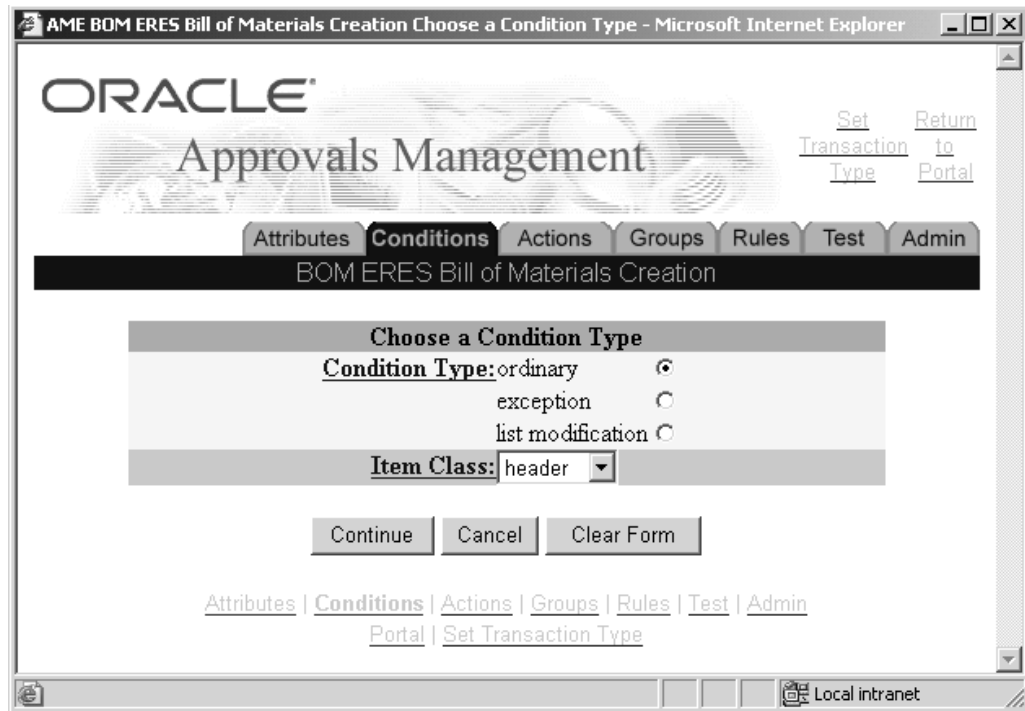 AME BOM ERES Bill of Materials Creation Choose a Condition Type - Microsoft Internet Explorer
ORACLE
Approvals Management
Set Transaction Type
Return to Portal
Attributes Conditions Actions Groups Rules Test Admin
BOM ERES Bill of Materials Creation
Choose a Condition Type
Condition Type: ordinary
exception
list modification
Item Class: header
Continue Cancel Clear Form
Attributes | Conditions | Actions | Groups | Rules | Test | Admin
Portal | Set Transaction Type
Local intranet